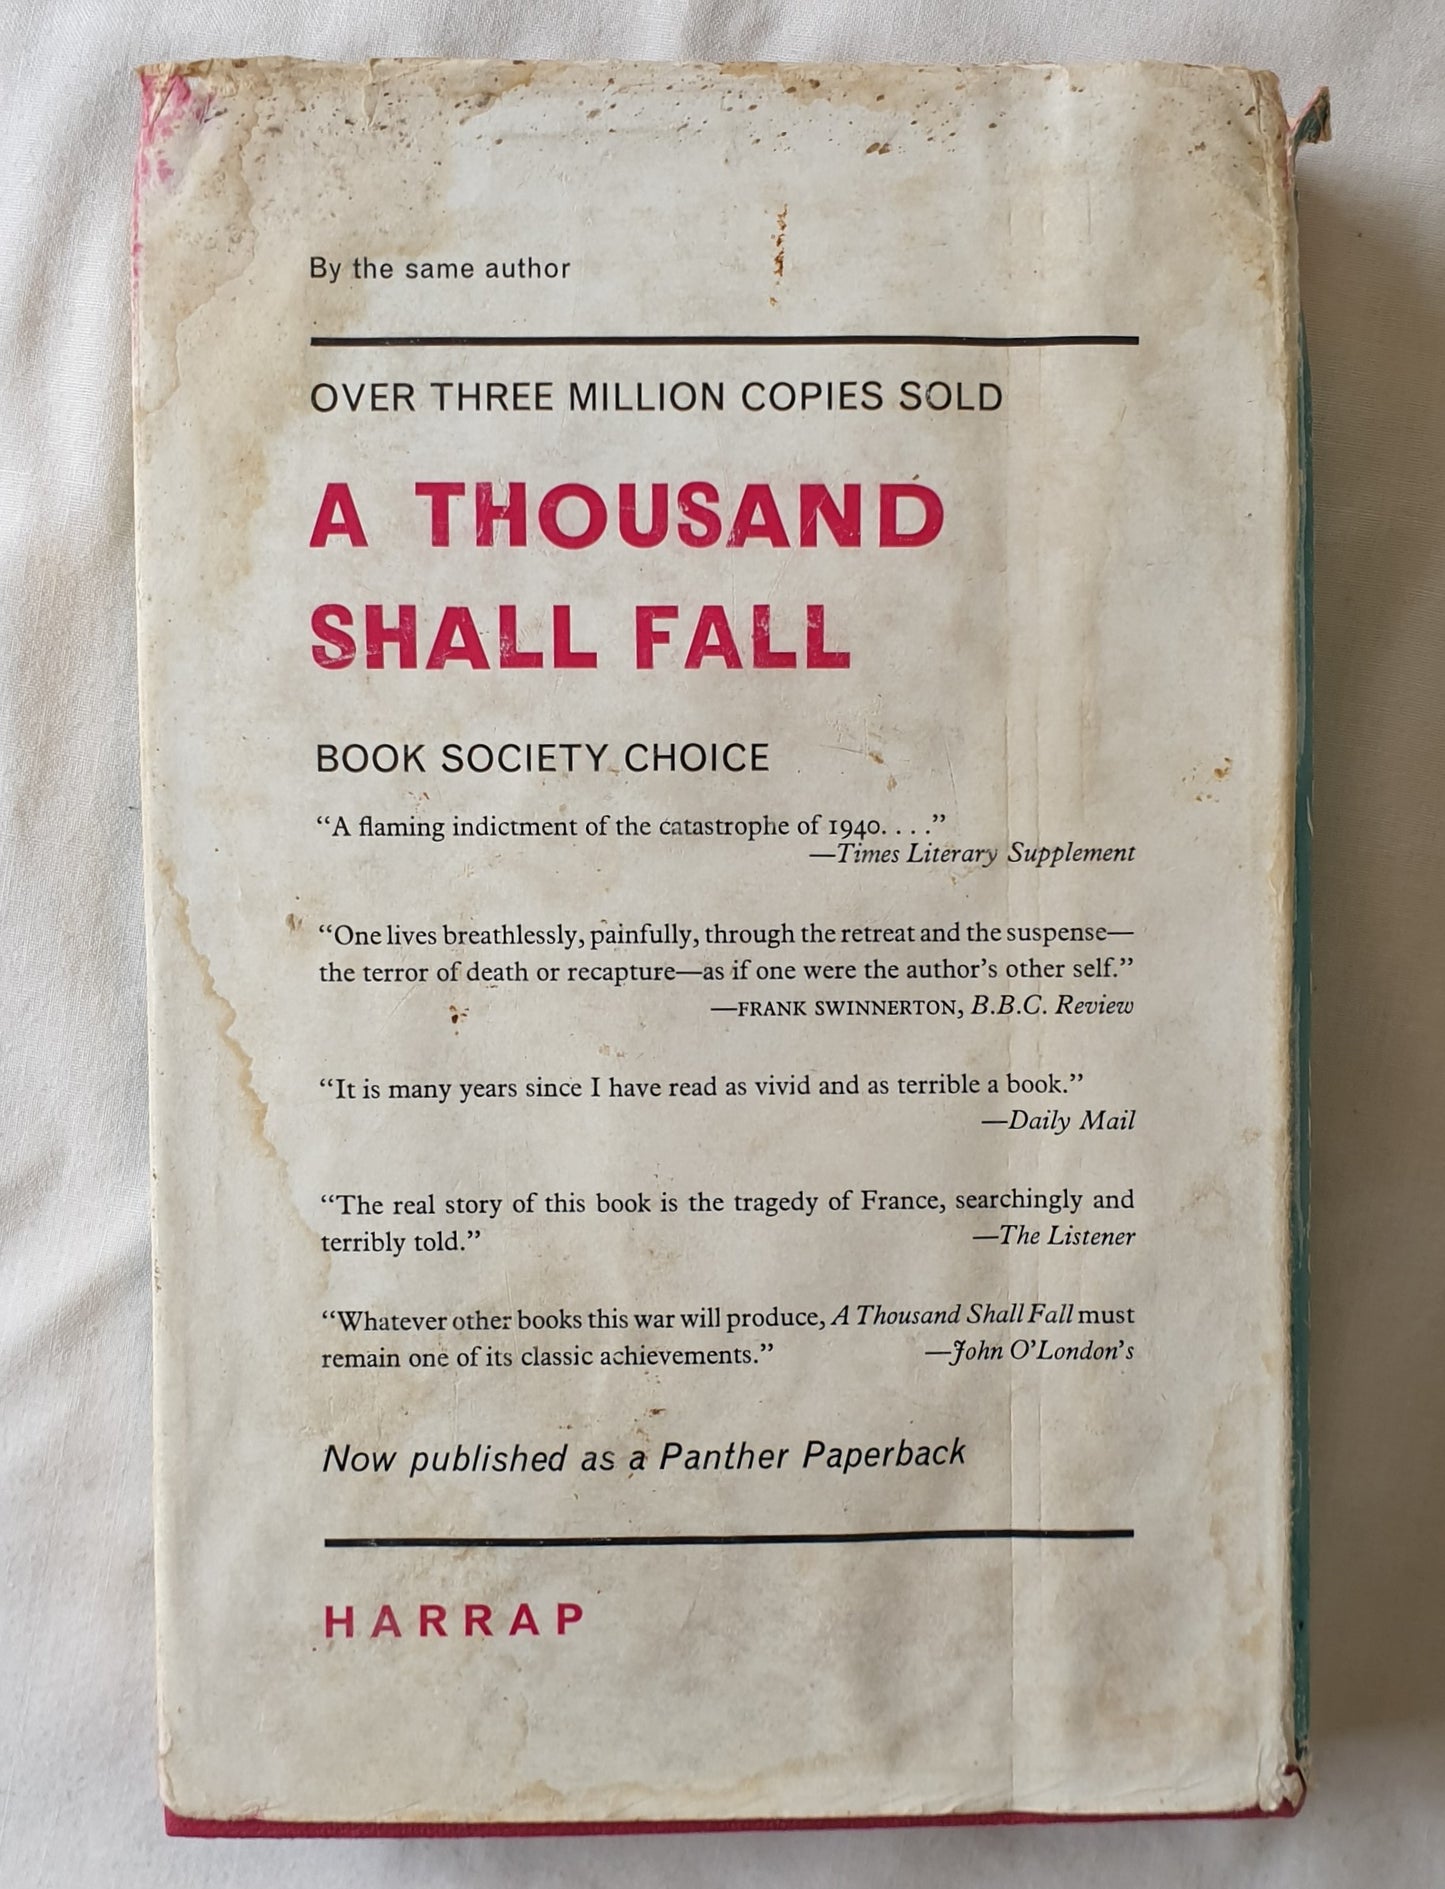 By the same author
OVER THREE MILLION COPIES SOLD
A THOUSAND
SHALL FALL
BOOK SOCIETY CHOICE
“A flaming indictment of the catastrophe of 1940. . . .”
—Times Literary Supplement
“One lives breathlessly, painfully, through the retreat and the suspense—
the terror of death or recapture—as if one were the author’s other self.”
—FRANK SWINNERTON, B.B.C. Review
“It is many years since I have read as vivid and as terrible a book.”
—Daily Mail
“The real story of this book is the tragedy of France, searchingly and
terribly told.” —The Listener
“Whatever other books this war will produce, A Thousand Shall Fall must
remain one of its classic achievements.” —John O’London’s
Now published as a Panther Paperback
HARRAP